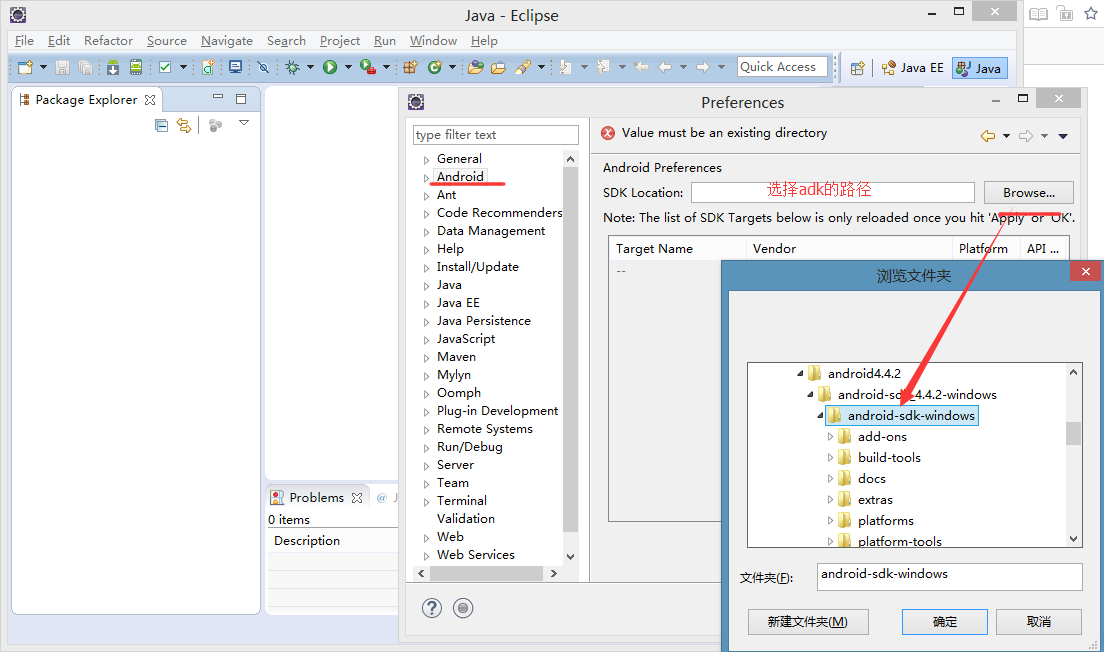 Java - Eclipse
File Edit Refactor Source Navigate Search Project Run Window Help
Quick Access
Java EE
Java
Package Explorer
Problems
@ J
0 items
Description
Preferences
type filter text
General
Android
Ant
Code Recommenders
Data Management
Help
Install/Update
Java
Java EE
Java Persistence
JavaScript
Maven
Mylyn
Oomph
Plug-in Development
Remote Systems
Run/Debug
Server
Team
Terminal
Validation
Web
Web Services
Value must be an existing directory
Android Preferences
SDK Location:
选择adk的路径
Browse...
Note: The list of SDK Targets below is only reloaded once you hit 'Apply' or 'OK'.
Target Name Vendor Platform API ...
--
浏览文件夹
android4.4.2
android-sdk_4.4.2-windows
android-sdk-windows
add-ons
build-tools
docs
extras
platforms
platform-tools
文件夹(F):
android-sdk-windows
新建文件夹(M)
确定
取消